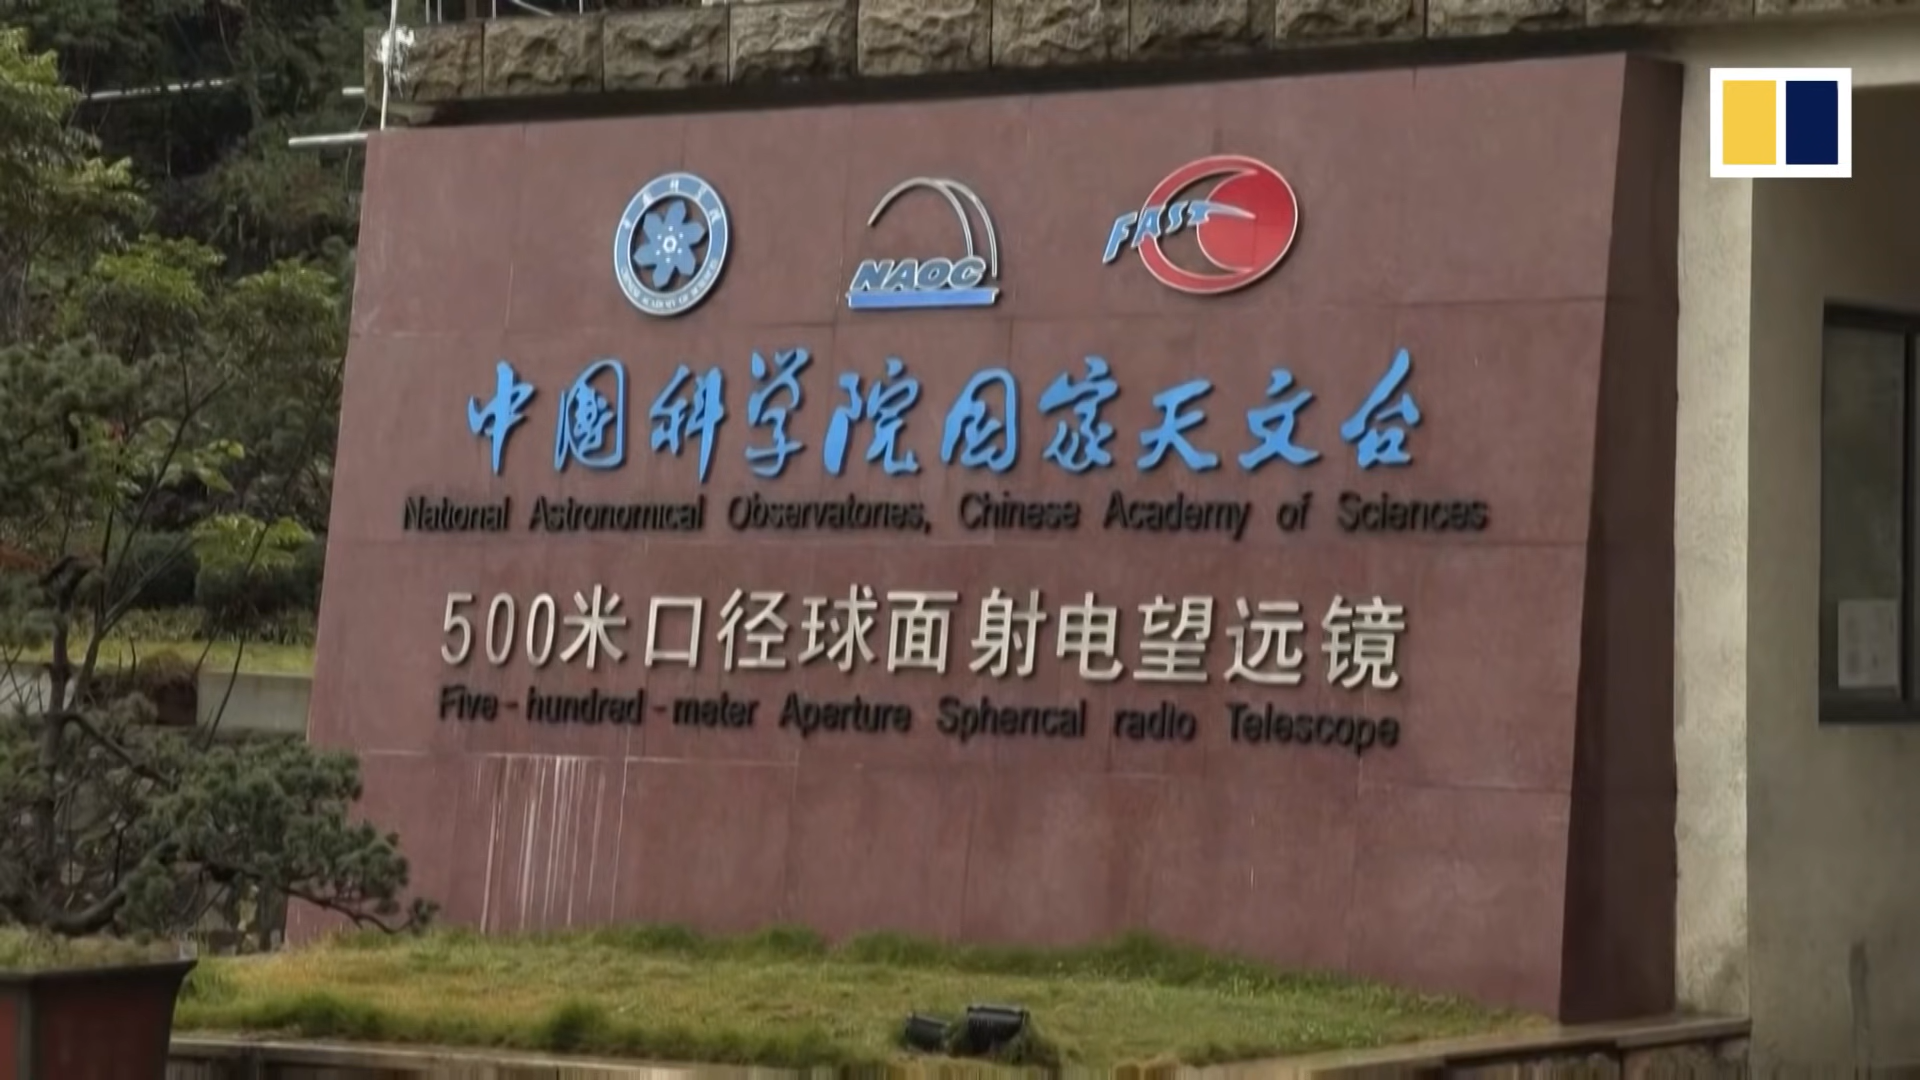 NAOC
FAST
中国科学院国家天文台
National Astronomical Observatories, Chinese Academy of Sciences
500米口径球面射电望远镜
Five-hundred-meter Aperture Spherical radio Telescope